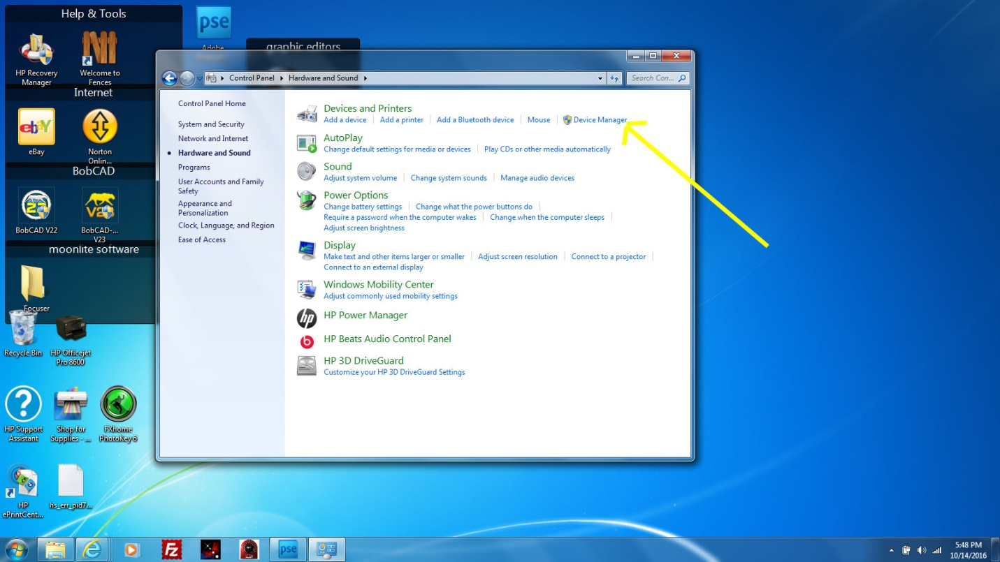 Help & Tools
HP Recovery
Manager
Welcome to
Fences
Internet
ebY
eBay
Norton
Onlin...
BobCAD
22
BobCAD V22
V23
BobCAD-...
V23
moonlite software
Focuser
Recycle Bin
HP Officejet
Pro 8600
HP Support
Assistant
Shop for
Supplies - ...
FXhome
PhotoKey 6
HP
ePrintCent...
hs_err_pid7...
pse
Adobe
graphic editors
Control Panel
Hardware and Sound
Search Con...
Control Panel Home
System and Security
Network and Internet
Hardware and Sound
Programs
User Accounts and Family
Safety
Appearance and
Personalization
Clock, Language, and Region
Ease of Access
Devices and Printers
Add a device Add a printer Add a Bluetooth device Mouse Device Manager
AutoPlay
Change default settings for media or devices Play CDs or other media automatically
Sound
Adjust system volume Change system sounds Manage audio devices
Power Options
Change battery settings Change what the power buttons do
Require a password when the computer wakes Change when the computer sleeps
Adjust screen brightness
Display
Make text and other items larger or smaller Adjust screen resolution Connect to a projector
Connect to an external display
Windows Mobility Center
Adjust commonly used mobility settings
hp
HP Power Manager
HP Beats Audio Control Panel
HP 3D DriveGuard
Customize your HP 3D DriveGuard Settings
Fz
pse
5:48 PM
10/14/2016